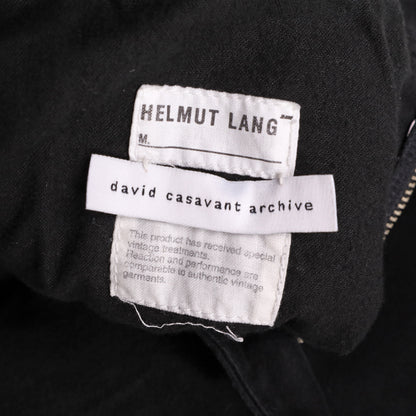 HELMUT LANG
M.
david casavant archive
This product has received special
vintage treatments.
Reaction and performance are
comparable to authentic vintage
garments.